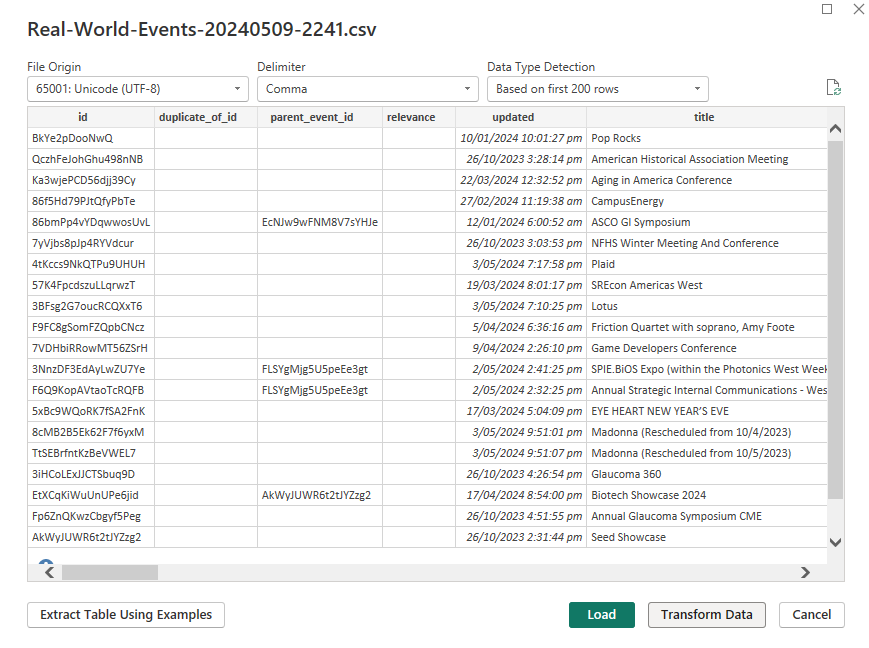 Real-World-Events-20240509-2241.csv
File Origin Delimiter Data Type Detection
65001: Unicode (UTF-8) Comma Based on first 200 rows
id duplicate_of_id parent_event_id relevance updated title
BkYe2pDooNwQ 10/01/2024 10:01:27 pm Pop Rocks
QczhFeJohGhu498nNB 26/10/2023 3:28:14 pm American Historical Association Meeting
Ka3wjePCD56djj39Cy 22/03/2024 12:32:52 pm Aging in America Conference
86f5Hd79PJtQfyPbTe 27/02/2024 11:19:38 am CampusEnergy
86bmPp4vYDqwwosUvL EcNJw9wFNM8V7sYHJe 12/01/2024 6:00:52 am ASCO GI Symposium
7yVjbs8pJp4RYVdcur 26/10/2023 3:03:53 pm NFHS Winter Meeting And Conference
4tKccs9NkQTPu9UHUH 3/05/2024 7:17:58 pm Plaid
57K4FpcdszuLLqrwzT 19/03/2024 8:01:17 pm SREcon Americas West
3BFsg2G7oucRCQXxT6 3/05/2024 7:10:25 pm Lotus
F9FC8gSomFZQpbCNcz 5/04/2024 6:36:16 am Friction Quartet with soprano, Amy Foote
7VDHbiRRowMT56ZSrH 9/04/2024 2:26:10 pm Game Developers Conference
3NnzDF3EdAyLwZU7Ye FLSYgMjg5U5peEe3gt 2/05/2024 2:41:25 pm SPIE.BiOS Expo (within the Photonics West Week
F6Q9KopAVtaoTcRQFB FLSYgMjg5U5peEe3gt 2/05/2024 2:32:25 pm Annual Strategic Internal Communications - Wes
5xBc9WQoRK7fSA2FnK 17/03/2024 5:04:09 pm EYE HEART NEW YEAR'S EVE
8cMB2B5Ek62F7f6yxM 3/05/2024 9:51:01 pm Madonna (Rescheduled from 10/4/2023)
TtSEBrfntKzBeVWEL7 3/05/2024 9:51:07 pm Madonna (Rescheduled from 10/5/2023)
3iHCoLExJJCTSbuq9D 26/10/2023 4:26:54 pm Glaucoma 360
EtXCqKiWuUnUPe6jid AkWyJUWR6t2tJYZzg2 17/04/2024 8:54:00 pm Biotech Showcase 2024
Fp6ZnQKwzCbgyf5Peg 26/10/2023 4:51:55 pm Annual Glaucoma Symposium CME
AkWyJUWR6t2tJYZzg2 26/10/2023 2:31:44 pm Seed Showcase
Extract Table Using Examples Load Transform Data Cancel